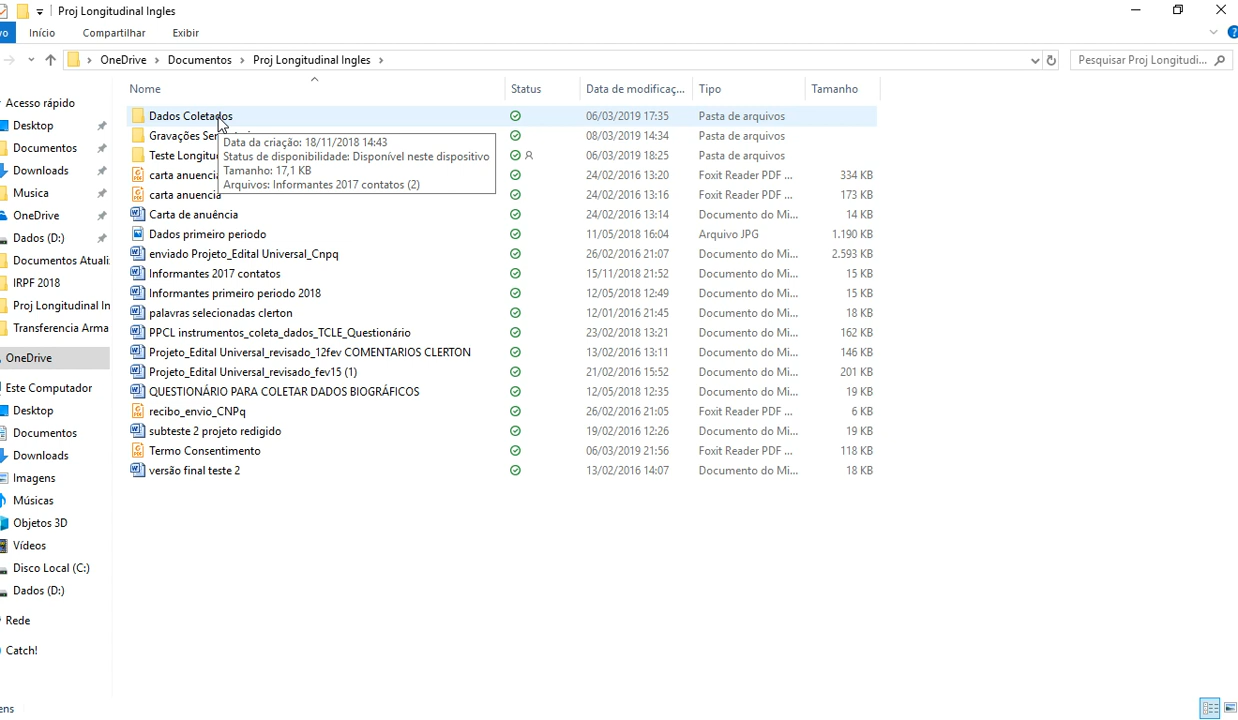 Proj Longitudinal Ingles
vo Início Compartilhar Exibir
OneDrive Documentos Proj Longitudinal Ingles Pesquisar Proj Longitudi...
Nome Status Data de modificaç... Tipo Tamanho
Acesso rápido
Desktop
Documentos
Downloads
Musica
OneDrive
Dados (D:)
Documentos Atuali
IRPF 2018
Proj Longitudinal In
Transferencia Arma
OneDrive
Este Computador
Desktop
Documentos
Downloads
Imagens
Músicas
Objetos 3D
Vídeos
Disco Local (C:)
Dados (D:)
Rede
Catch!
ens
Dados Coletados 06/03/2019 17:35 Pasta de arquivos
Gravações Se 08/03/2019 14:34 Pasta de arquivos
Teste Longitu 06/03/2019 18:25 Pasta de arquivos
carta anuenci 24/02/2016 13:20 Foxit Reader PDF ... 334 KB
carta anuencia 24/02/2016 13:16 Foxit Reader PDF ... 173 KB
Carta de anuência 24/02/2016 13:14 Documento do Mi... 14 KB
Dados primeiro periodo 11/05/2018 16:04 Arquivo JPG 1.190 KB
enviado Projeto_Edital Universal_Cnpq 26/02/2016 21:07 Documento do Mi... 2.593 KB
Informantes 2017 contatos 15/11/2018 21:52 Documento do Mi... 15 KB
Informantes primeiro periodo 2018 12/05/2018 12:49 Documento do Mi... 15 KB
palavras selecionadas clerton 12/01/2016 21:45 Documento do Mi... 18 KB
PPCL instrumentos_coleta_dados_TCLE_Questionário 23/02/2018 13:21 Documento do Mi... 162 KB
Projeto_Edital Universal_revisado_12fev COMENTARIOS CLERTON 13/02/2016 13:11 Documento do Mi... 146 KB
Projeto_Edital Universal_revisado_fev15 (1) 21/02/2016 15:52 Documento do Mi... 201 KB
QUESTIONÁRIO PARA COLETAR DADOS BIOGRÁFICOS 12/05/2018 12:35 Documento do Mi... 19 KB
recibo_envio_CNPq 26/02/2016 21:05 Foxit Reader PDF ... 6 KB
subteste 2 projeto redigido 19/02/2016 12:26 Documento do Mi... 19 KB
Termo Consentimento 06/03/2019 21:56 Foxit Reader PDF ... 118 KB
versão final teste 2 13/02/2016 14:07 Documento do Mi... 18 KB
Data da criação: 18/11/2018 14:43
Status de disponibilidade: Disponível neste dispositivo
Tamanho: 17,1 KB
Arquivos: Informantes 2017 contatos (2)